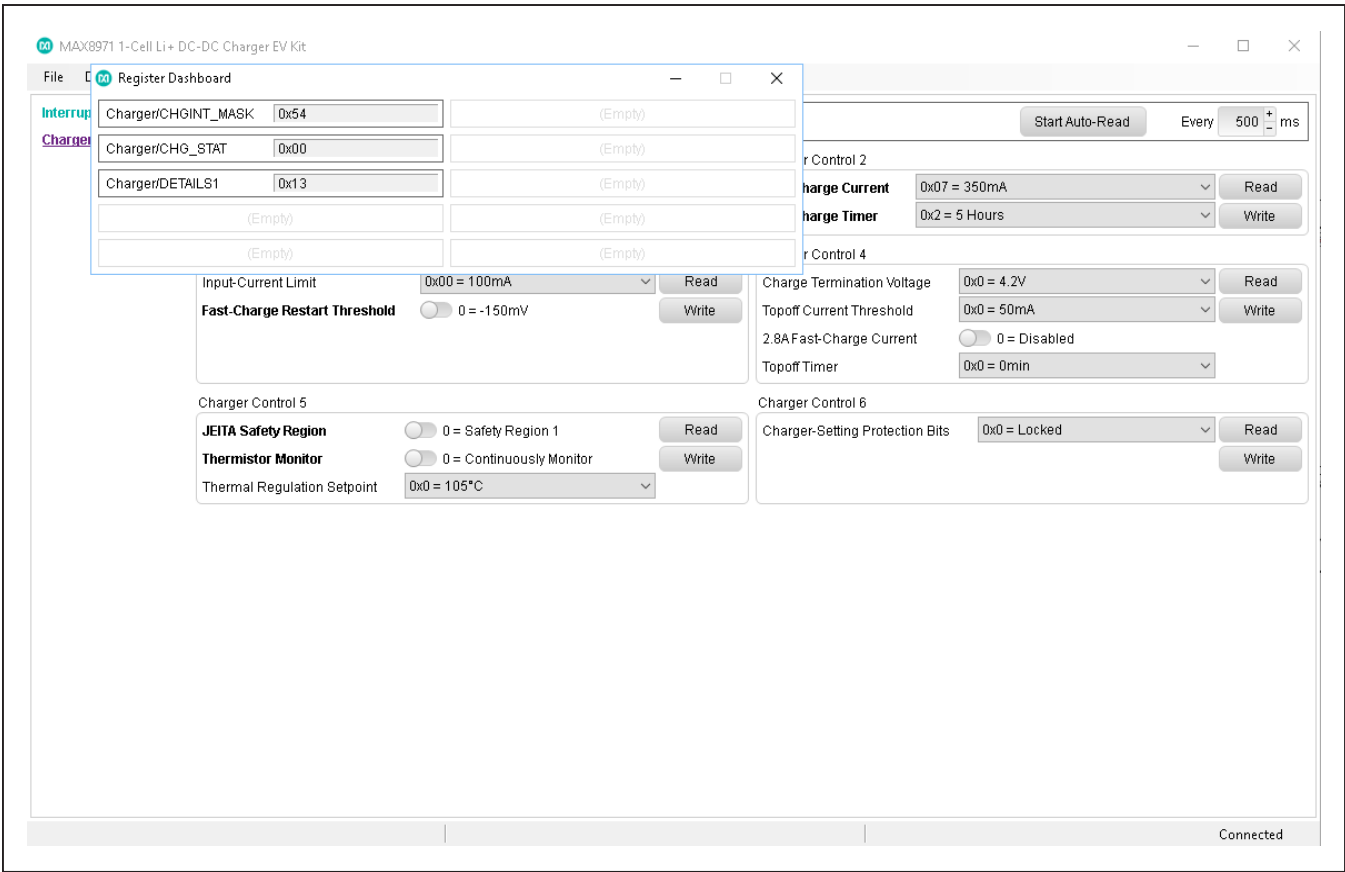 MAX8971 1-Cell Li+ DC-DC Charger EV Kit
File
Register Dashboard
Charger/CHGINT_MASK 0x54 (Empty)
Charger/CHG_STAT 0x00 (Empty)
Charger/DETAILS1 0x13 (Empty)
(Empty) (Empty)
(Empty) (Empty)
Interrup
Charger
Start Auto-Read Every 500 + - ms
r Control 2
harge Current 0x07 = 350mA Read
harge Timer 0x2 = 5 Hours Write
Input-Current Limit 0x00 = 100mA Read
Fast-Charge Restart Threshold 0 = -150mV Write
r Control 4
Charge Termination Voltage 0x0 = 4.2V Read
Topoff Current Threshold 0x0 = 50mA Write
2.8A Fast-Charge Current 0 = Disabled
Topoff Timer 0x0 = 0min
Charger Control 5
JEITA Safety Region 0 = Safety Region 1 Read
Thermistor Monitor 0 = Continuously Monitor Write
Thermal Regulation Setpoint 0x0 = 105°C
Charger Control 6
Charger-Setting Protection Bits 0x0 = Locked Read
Write
Connected